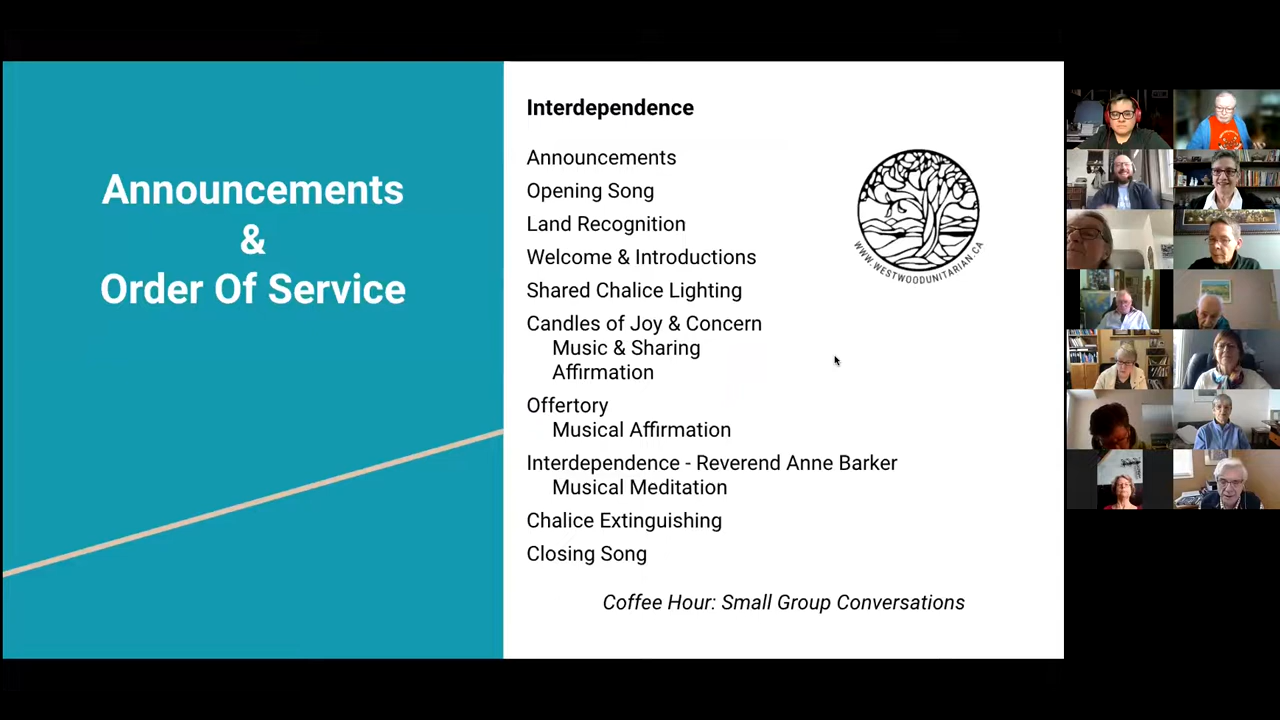 Announcements
&
Order Of Service
Interdependence
Announcements
Opening Song
Land Recognition
Welcome & Introductions
Shared Chalice Lighting
Candles of Joy & Concern
Music & Sharing
Affirmation
Offertory
Musical Affirmation
Interdependence - Reverend Anne Barker
Musical Meditation
Chalice Extinguishing
Closing Song
Coffee Hour: Small Group Conversations
WWW.WESTWOODUNITARIAN.CA